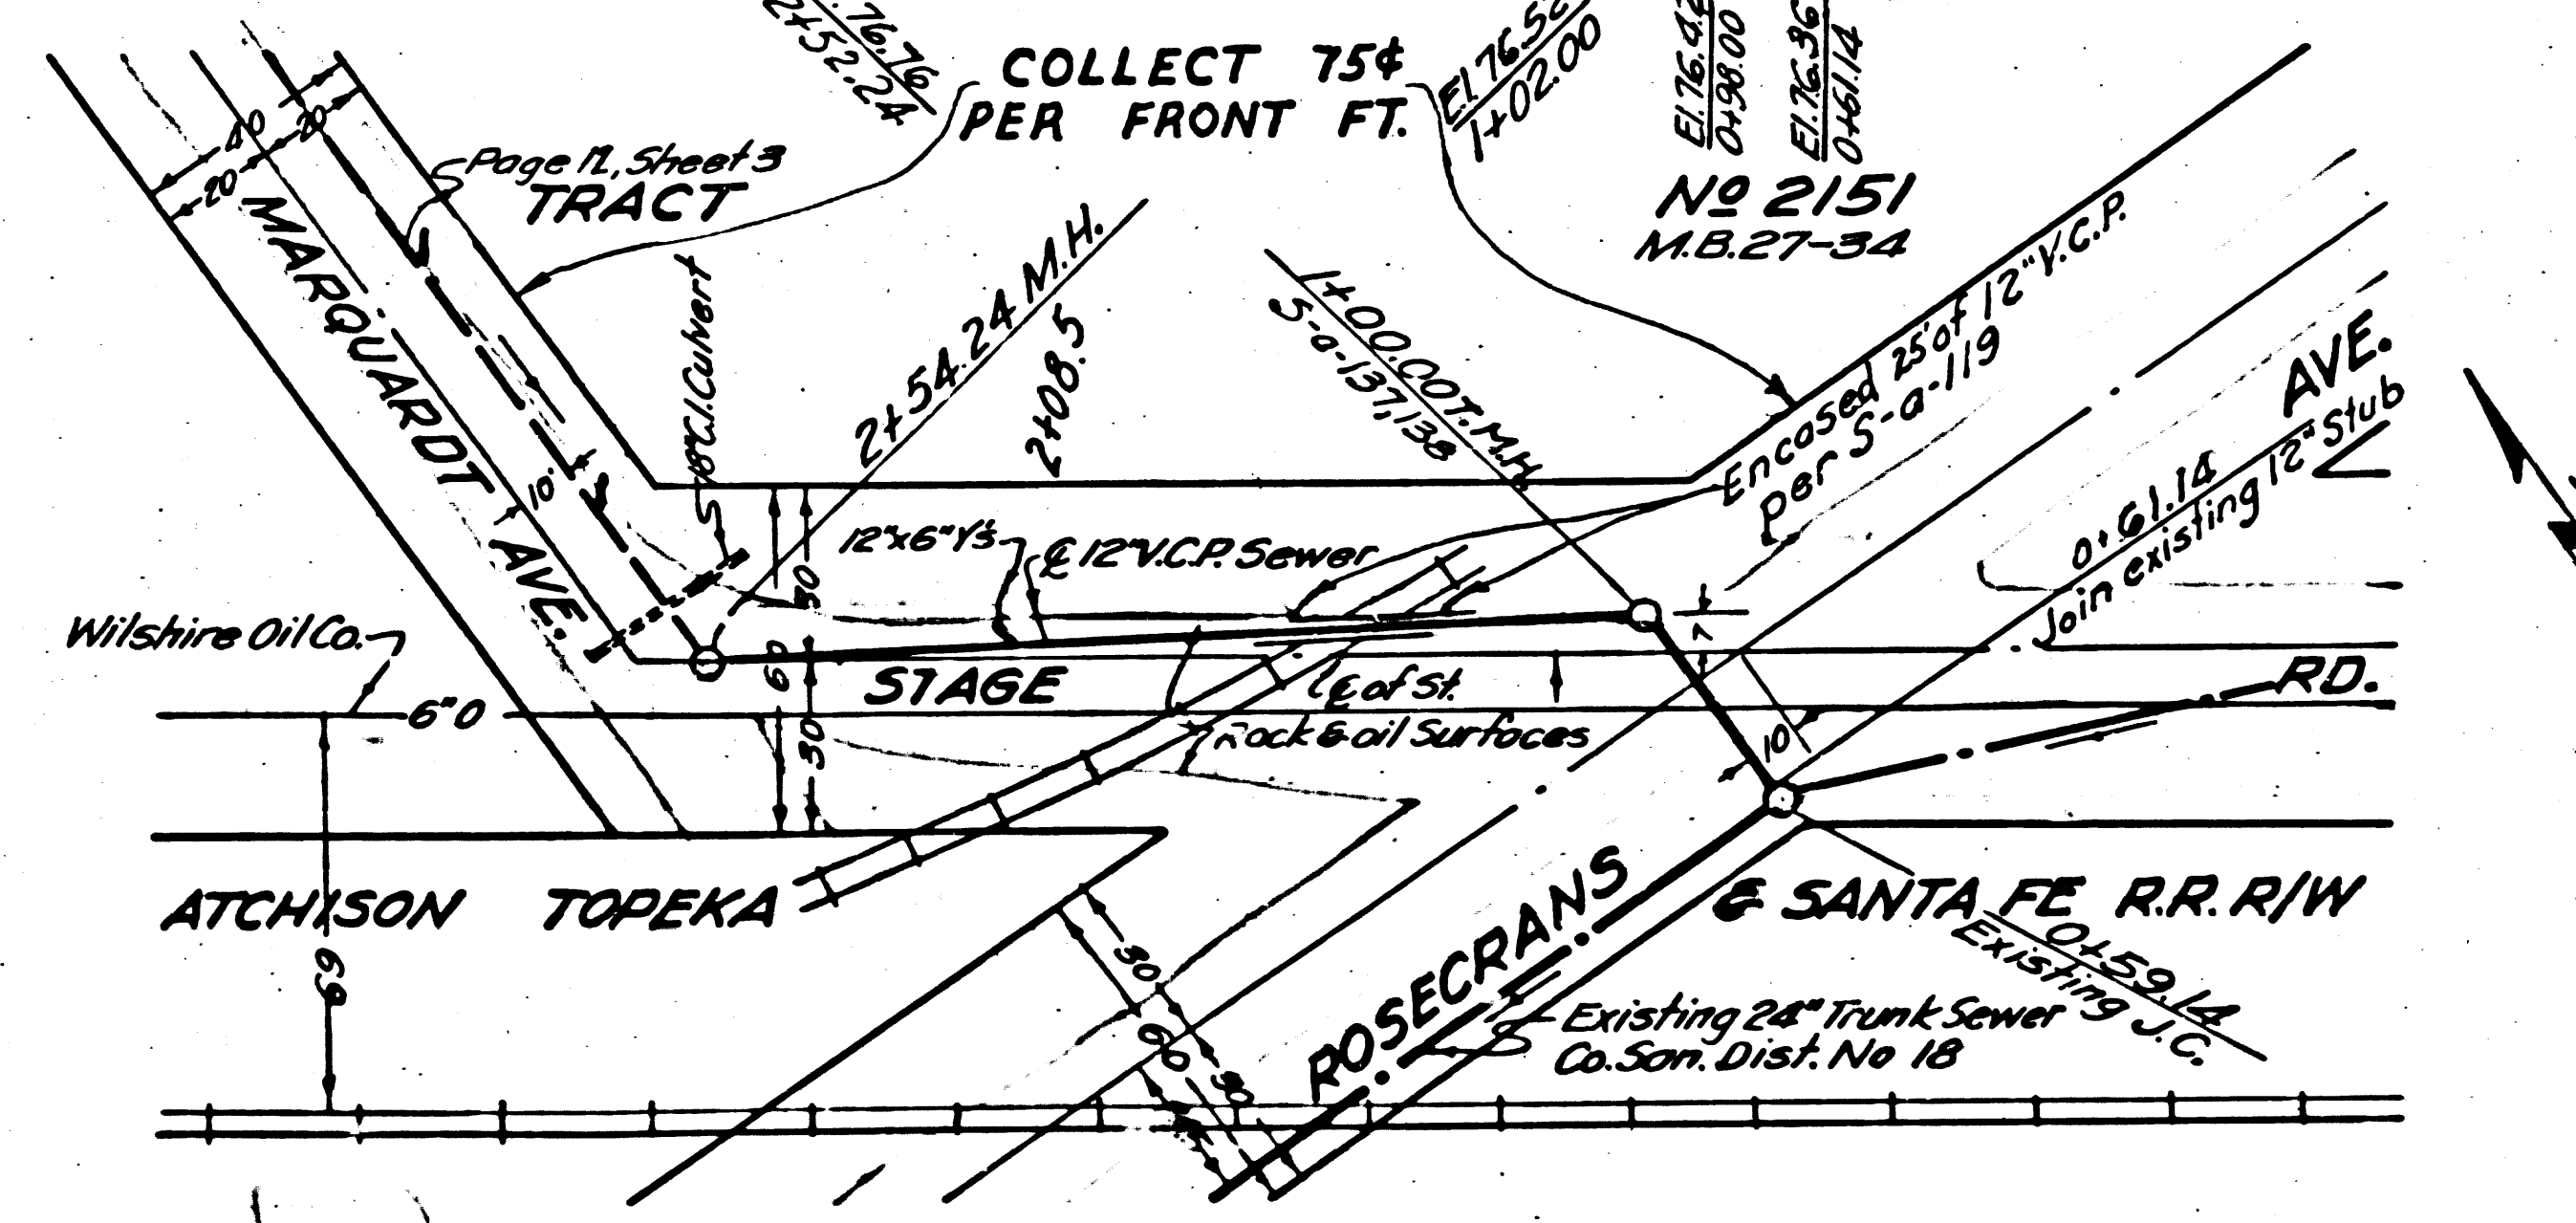 .76.76
2+52.24
COLLECT 75¢
PER FRONT FT.
El 76.52
1+02.00
El.76.42
0+98.00
El.76.36
0+61.14
40
20
20
Page 12, Sheet 3
TRACT
No 2151
M.B.27-34
MARQUARDT AVE.
10
18"C.I.Culvert
2+54.24 M.H.
2+08.5
1+00.00 T.M.H.
S-a-137,138
Encased 25'of 12" V.C.P.
Per S-a-119
AVE.
0+61.14
Join existing 12" Stub
12"x6"Y's
℄ 12"V.C.P. Sewer
30
60
30
7
Wilshire Oil Co.
6"O
STAGE
℄ of St.
RD.
Rock & oil Surfaces
10
ATCHISON TOPEKA
& SANTA FE R.R. R/W
69
30
60
30
ROSECRANS
0+59.14
Existing J.C.
Existing 24" Trunk Sewer
Co. San. Dist. No 18